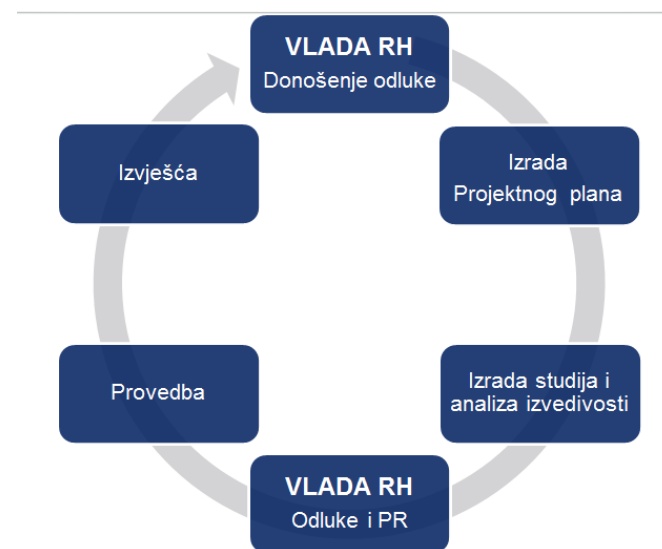 VLADA RH
Donošenje odluke
Izrada
Projektnog plana
Izrada studija i
analiza izvedivosti
VLADA RH
Odluke i PR
Provedba
Izvješća